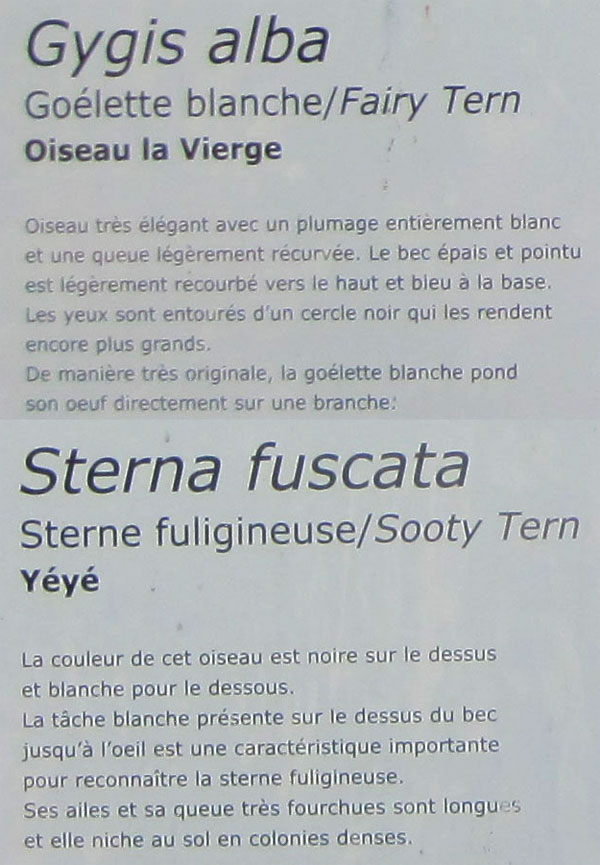 Gygis alba
Goélette blanche/Fairy Tern
Oiseau la Vierge
Oiseau très élégant avec un plumage entièrement blanc
et une queue légèrement récurvée. Le bec épais et pointu
est légèrement recourbé vers le haut et bleu à la base.
Les yeux sont entourés d'un cercle noir qui les rendent
encore plus grands.
De manière très originale, la goélette blanche pond
son oeuf directement sur une branche.
Sterna fuscata
Sterne fuligineuse/Sooty Tern
Yéyé
La couleur de cet oiseau est noire sur le dessus
et blanche pour le dessous.
La tâche blanche présente sur le dessus du bec
jusqu'à l'oeil est une caractéristique importante
pour reconnaître la sterne fuligineuse.
Ses ailes et sa queue très fourchues sont longues
et elle niche au sol en colonies denses.